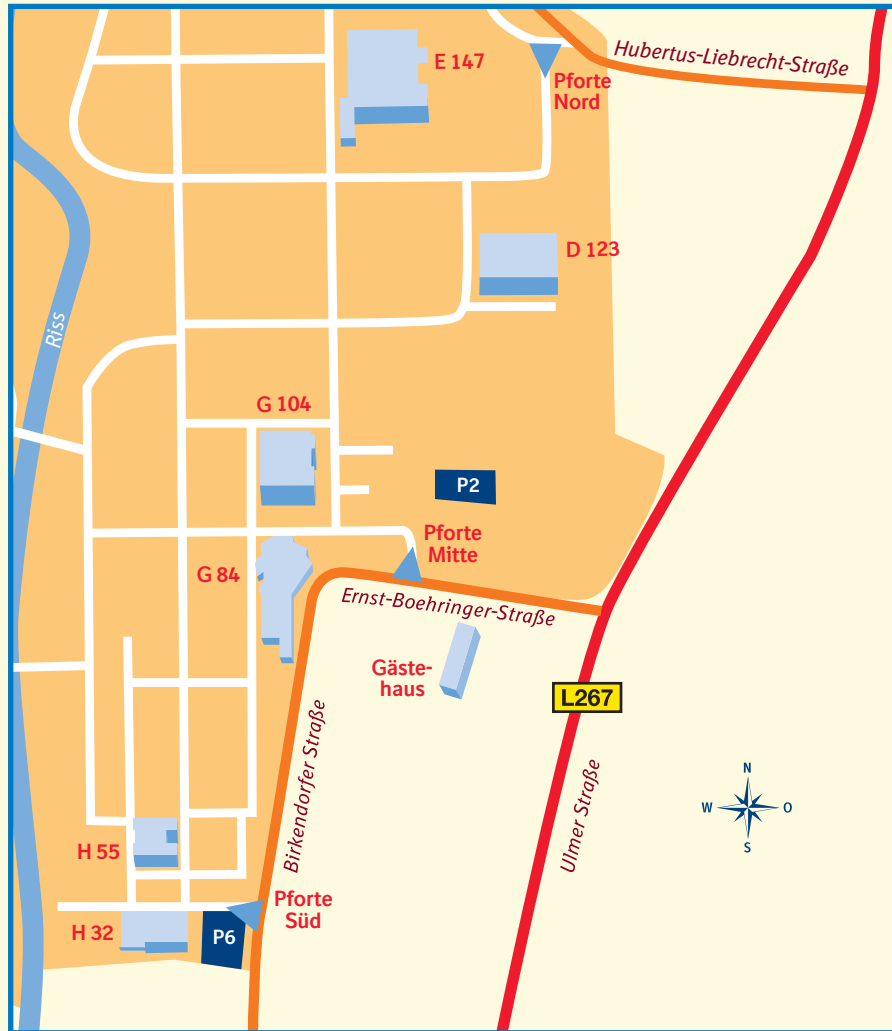 Hubertus-Liebrecht-Straße
E 147
Pforte
Nord
D 123
Riss
G 104
P2
Pforte
Mitte
G 84
Ernst-Boehringer-Straße
Gäste-
haus
L267
Birkendorfer Straße
Ulmer Straße
N
W
O
S
H 55
Pforte
Süd
H 32
P6